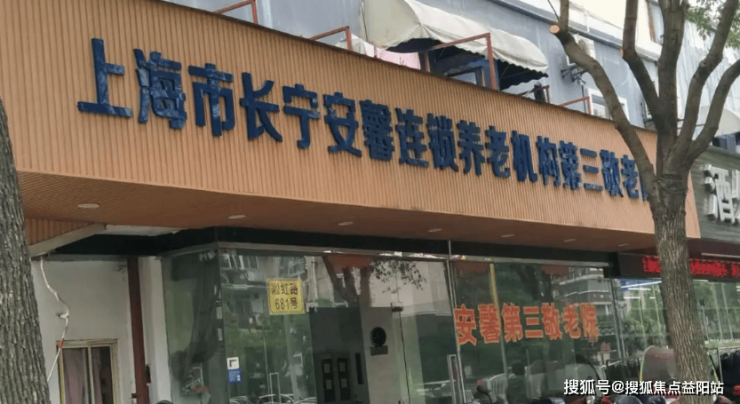 上海市长宁安馨连锁养老机构第三敬老院
酒
虹路
681号
安馨第三敬老院
搜狐号@搜狐焦点益阳站